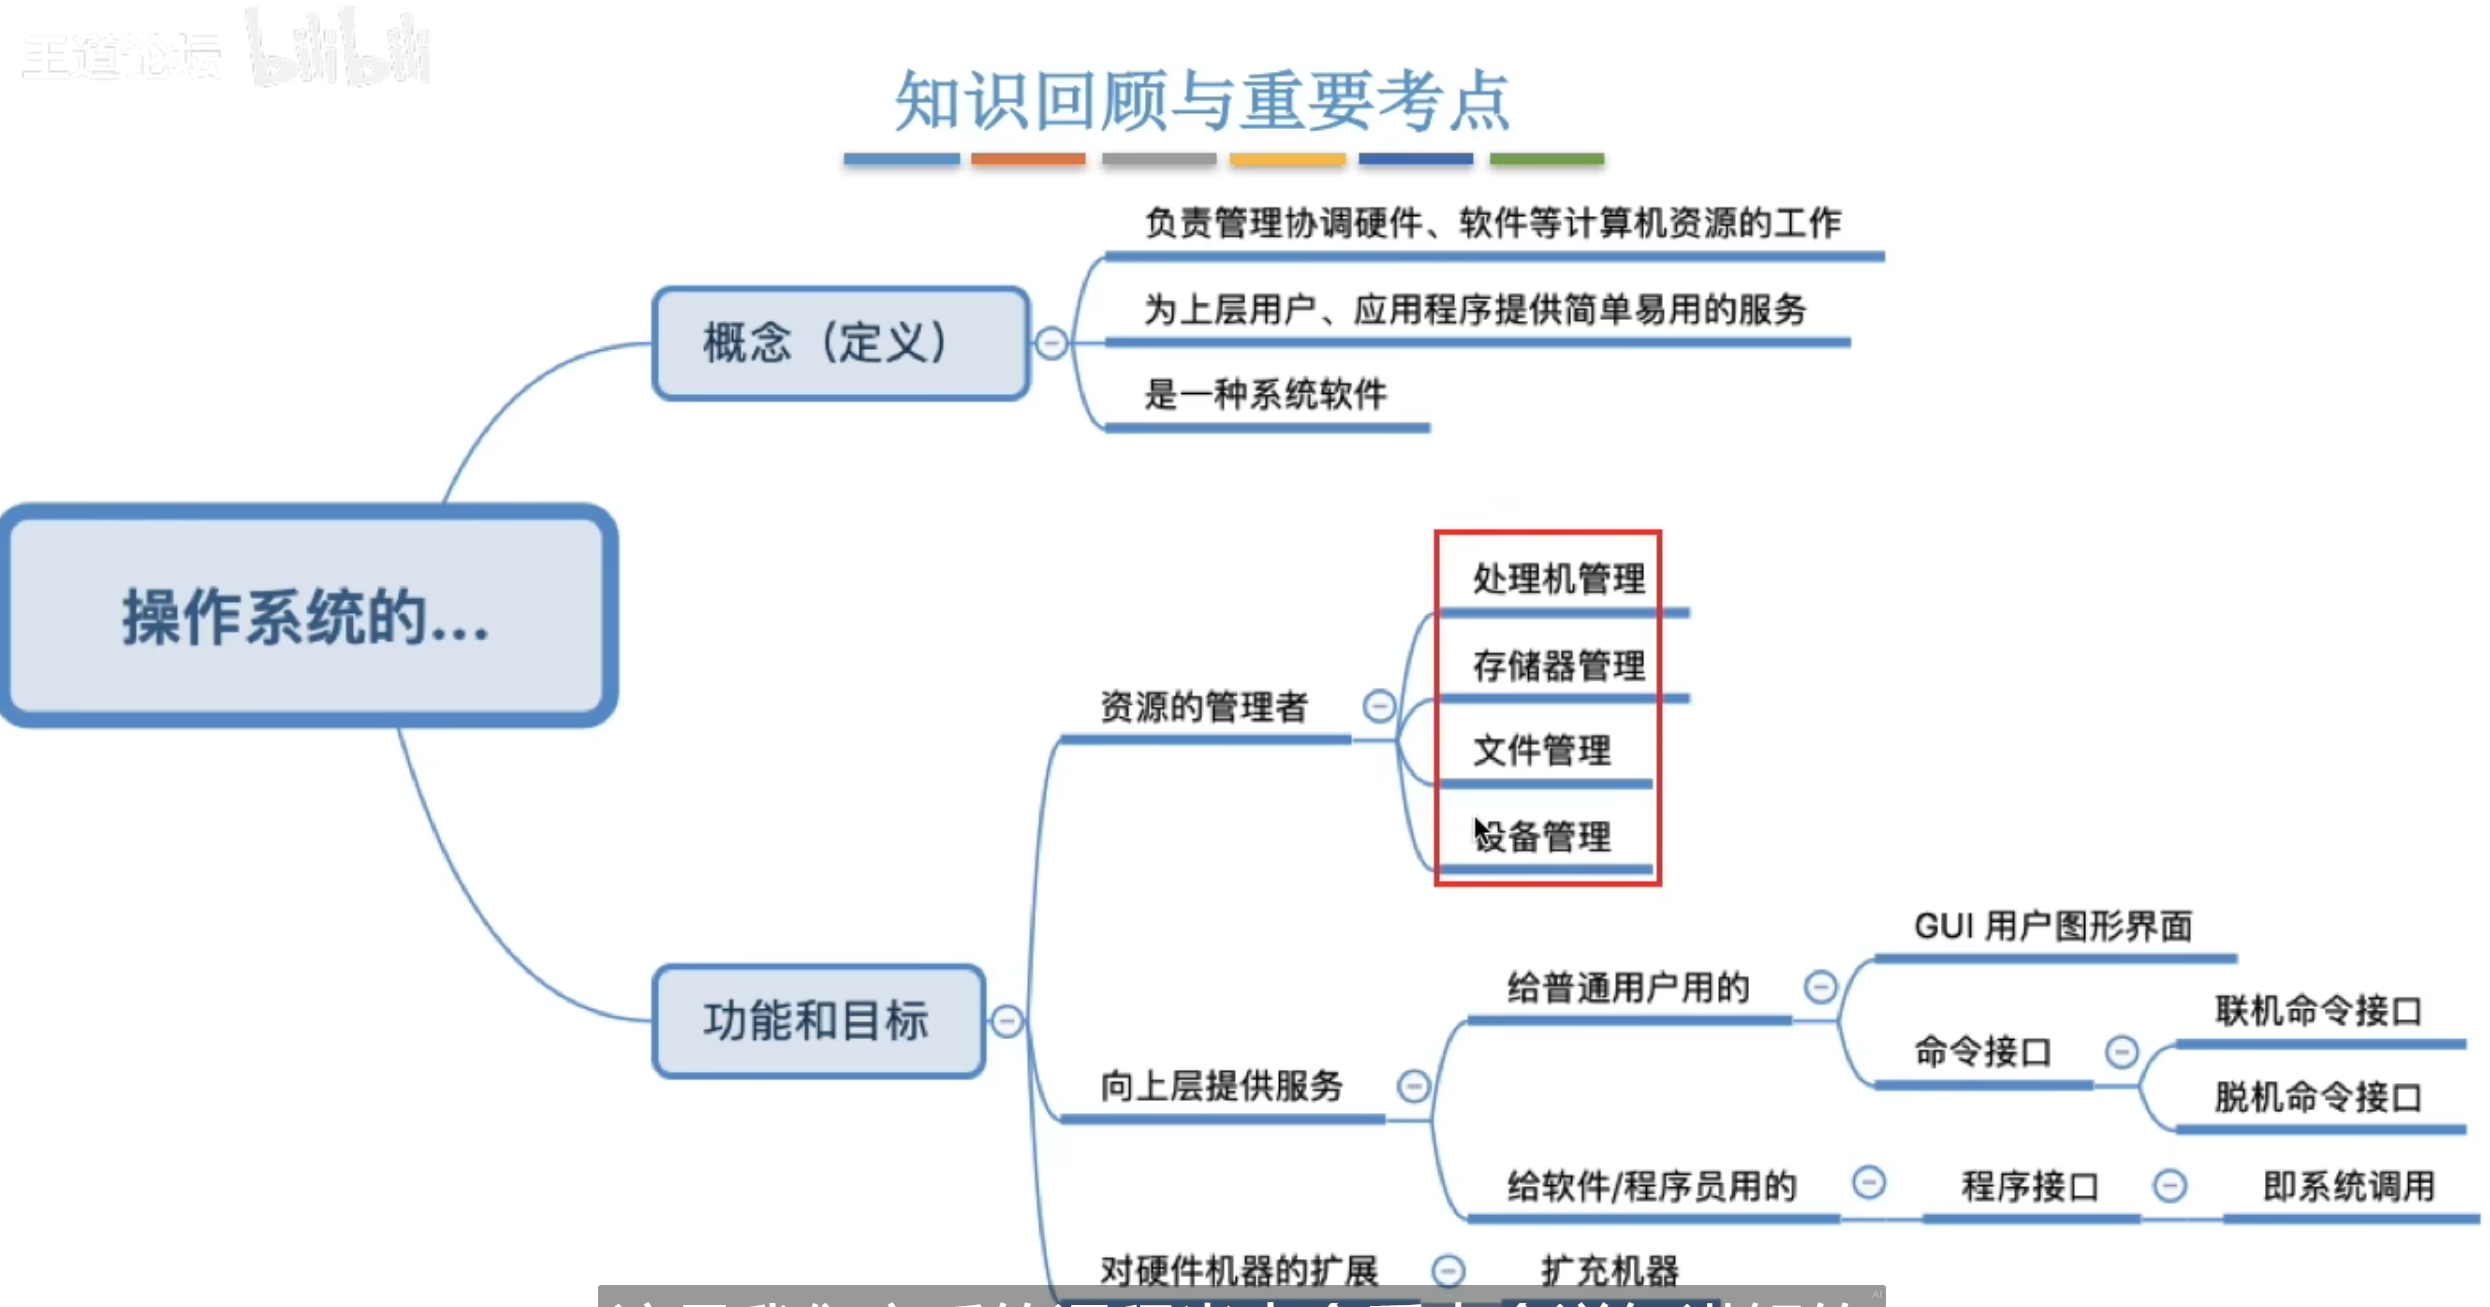 王道论坛 bilibili
知识回顾与重要考点
负责管理协调硬件、软件等计算机资源的工作
为上层用户、应用程序提供简单易用的服务
概念（定义）
是一种系统软件
操作系统的...
处理机管理
存储器管理
资源的管理者
文件管理
设备管理
功能和目标
GUI 用户图形界面
给普通用户用的
联机命令接口
命令接口
脱机命令接口
向上层提供服务
给软件/程序员用的
程序接口
即系统调用
对硬件机器的扩展
扩充机器
AI